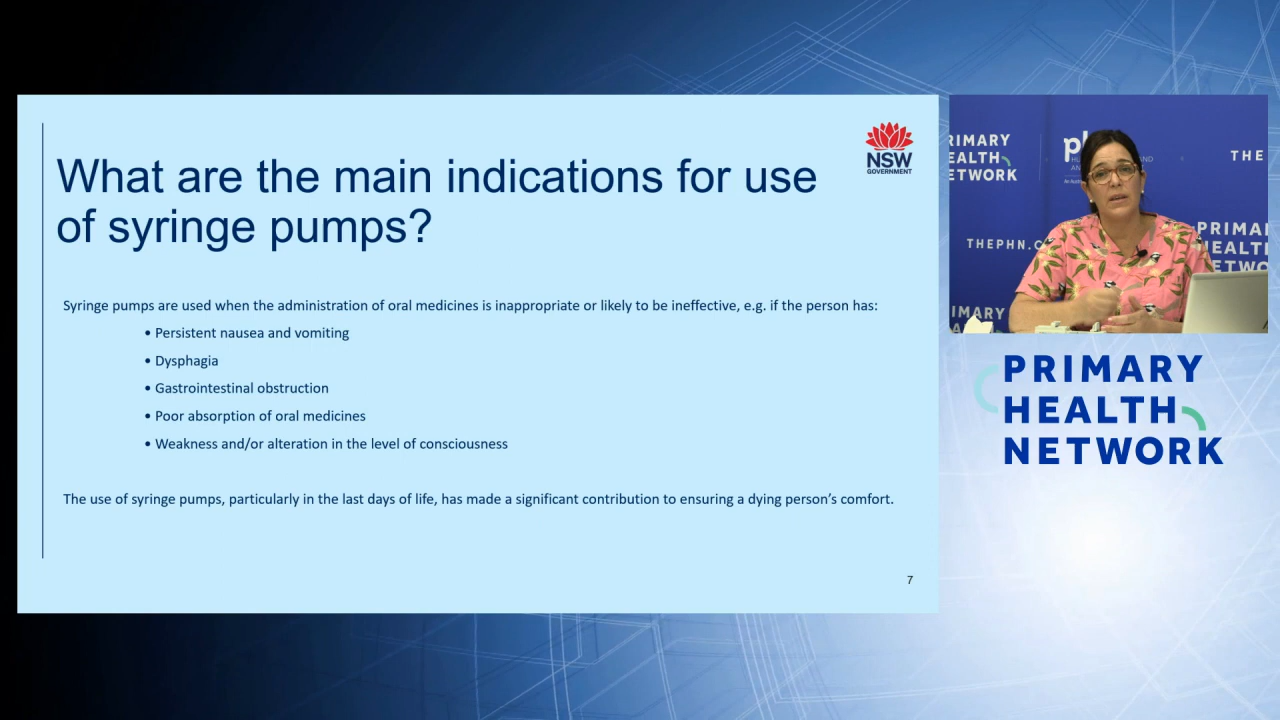 What are the main indications for use
of syringe pumps?
NSW
GOVERNMENT
Syringe pumps are used when the administration of oral medicines is inappropriate or likely to be ineffective, e.g. if the person has:
• Persistent nausea and vomiting
• Dysphagia
• Gastrointestinal obstruction
• Poor absorption of oral medicines
• Weakness and/or alteration in the level of consciousness
The use of syringe pumps, particularly in the last days of life, has made a significant contribution to ensuring a dying person's comfort.
7
RIMARY
EALTH
ETWORK
THE
THEPHN.C
PRIMA
HEALT
ETWO
IMARY
PRIMARY
HEALTH
NETWORK